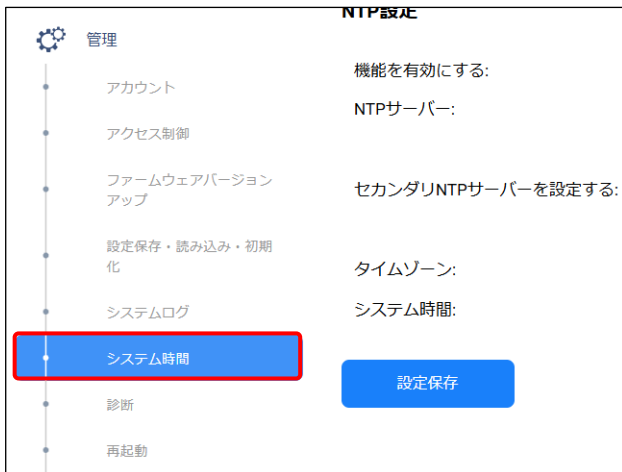 管理
アカウント
アクセス制御
ファームウェアバージョン
アップ
設定保存・読み込み・初期
化
システムログ
システム時間
診断
再起動
NTP設定
機能を有効にする:
NTPサーバー:
セカンダリNTPサーバーを設定する:
タイムゾーン:
システム時間:
設定保存